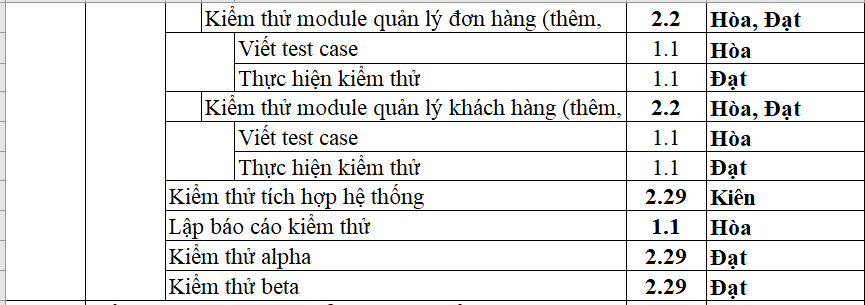 Kiểm thử module quản lý đơn hàng (thêm, 2.2 Hòa, Đạt
Viết test case 1.1 Hòa
Thực hiện kiểm thử 1.1 Đạt
Kiểm thử module quản lý khách hàng (thêm, 2.2 Hòa, Đạt
Viết test case 1.1 Hòa
Thực hiện kiểm thử 1.1 Đạt
Kiểm thử tích hợp hệ thống 2.29 Kiên
Lập báo cáo kiểm thử 1.1 Hòa
Kiểm thử alpha 2.29 Đạt
Kiểm thử beta 2.29 Đạt